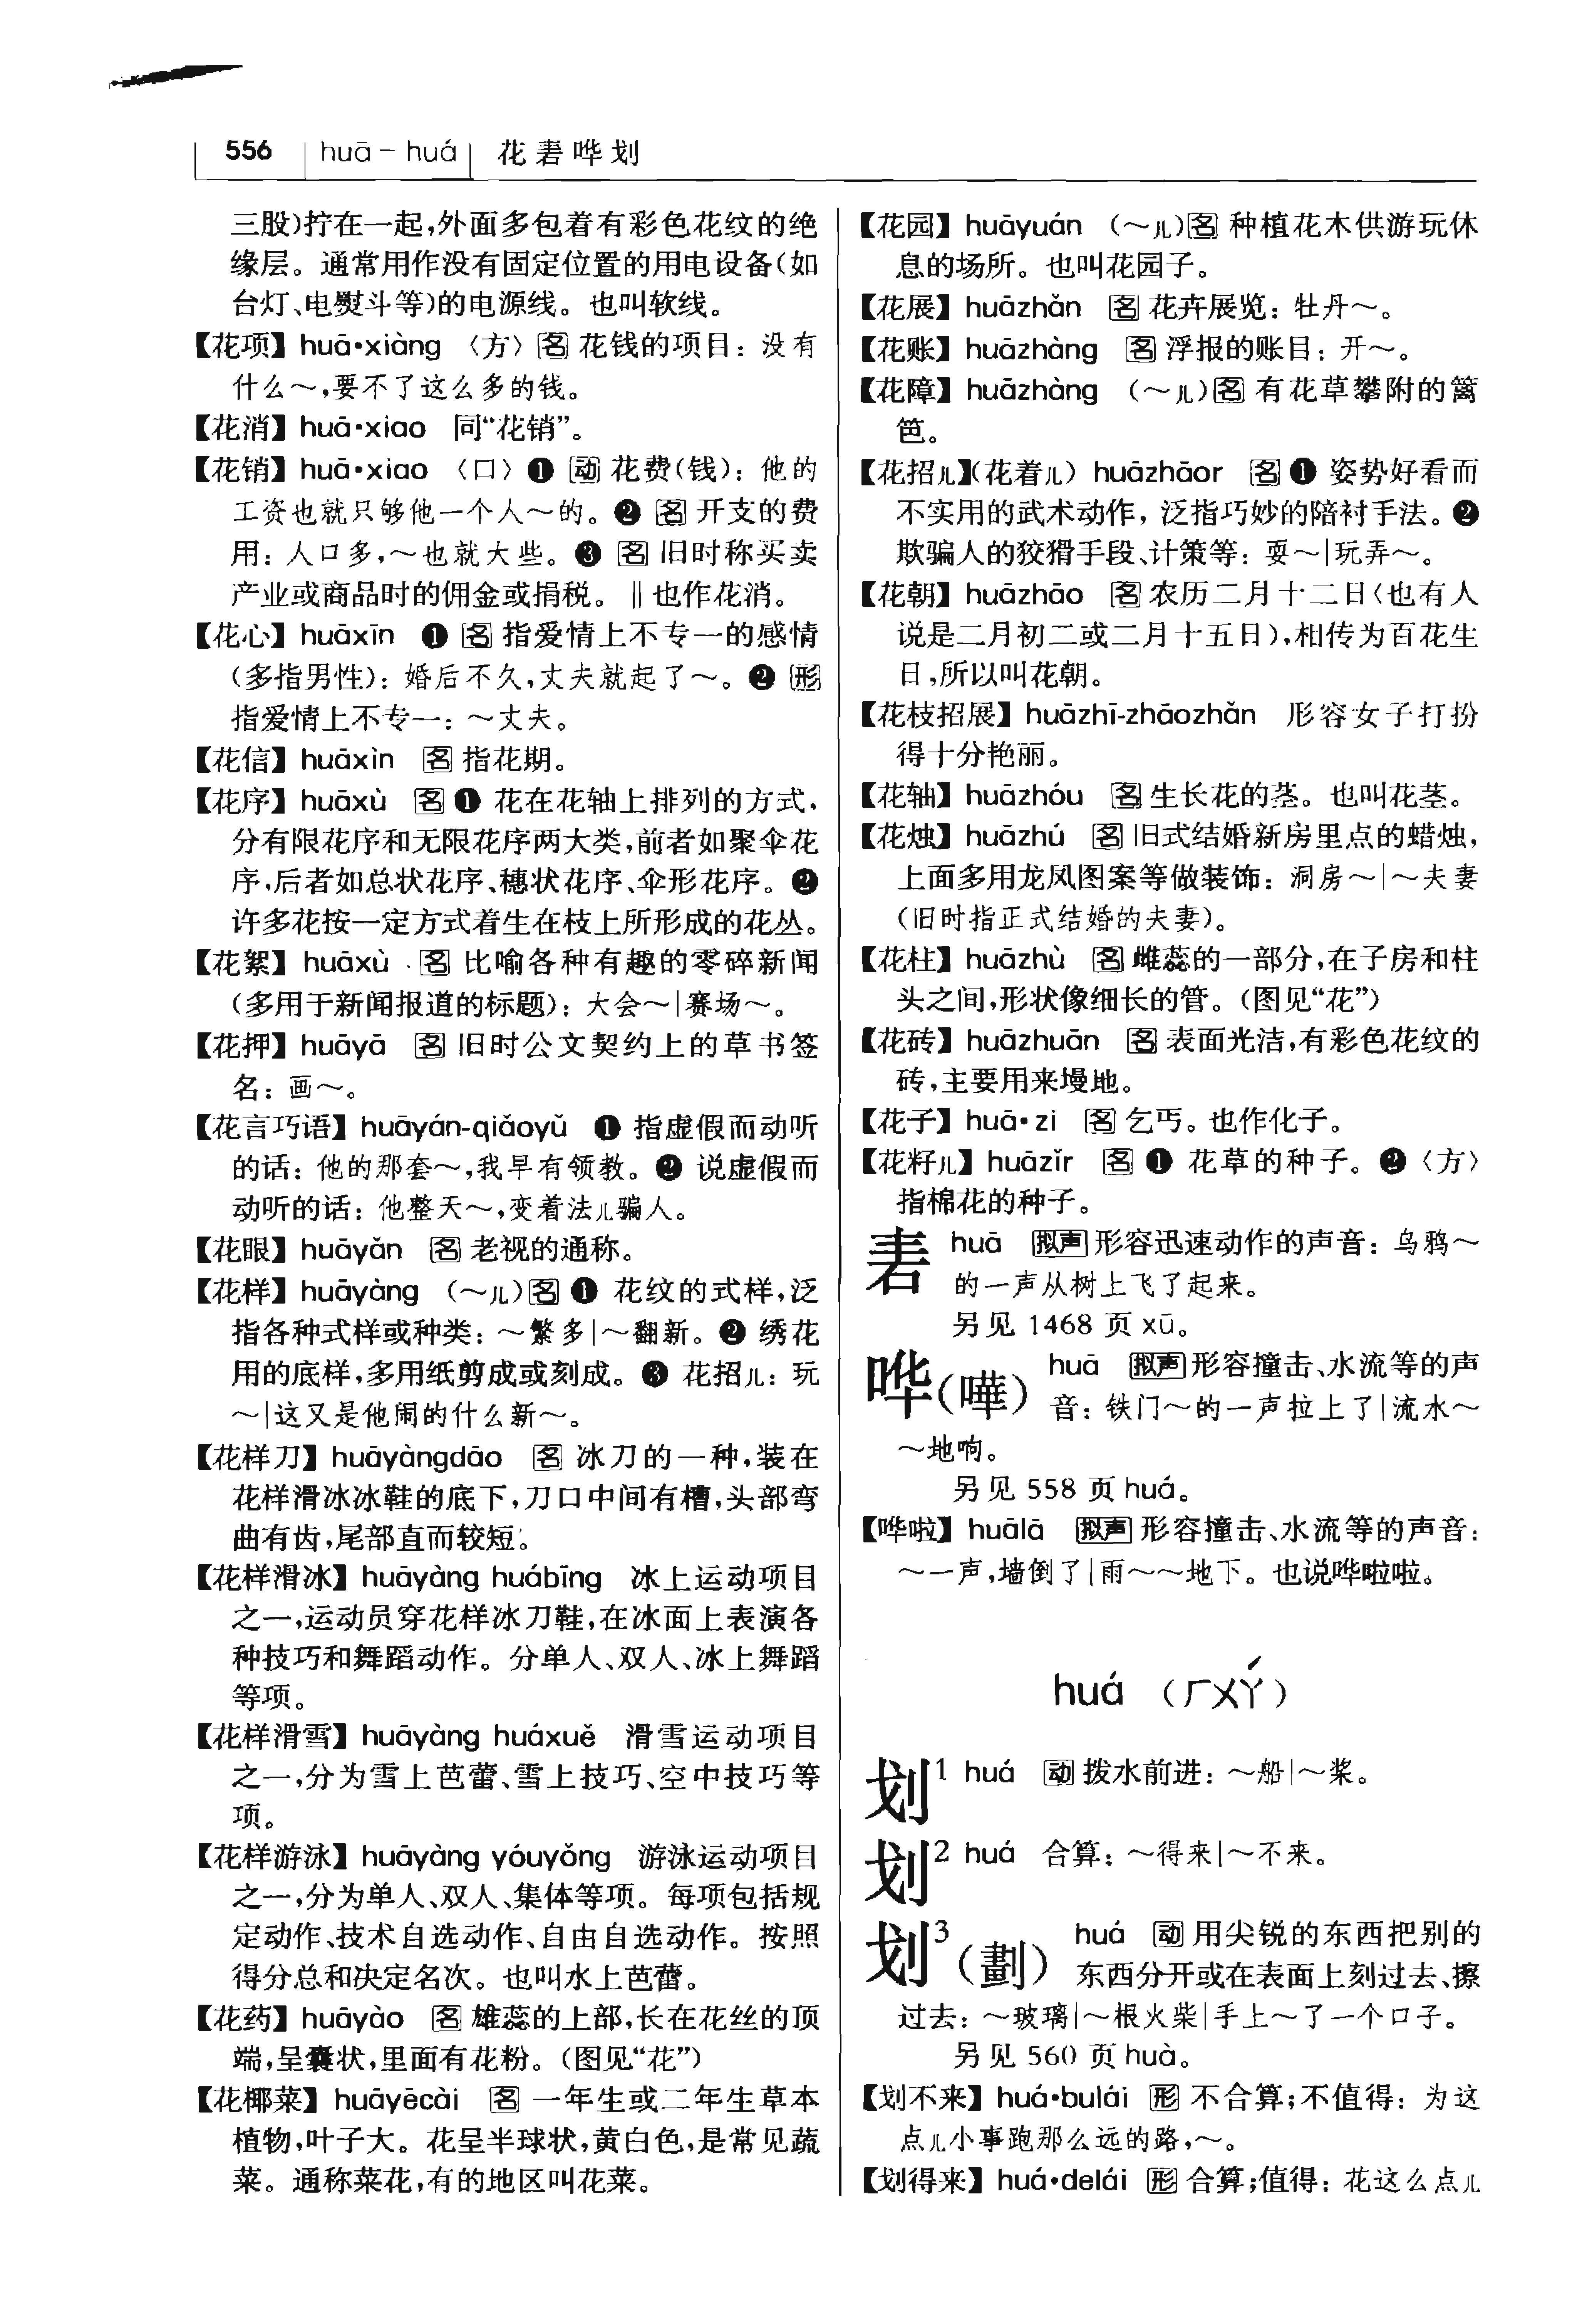 556 huā－huá 花砉哗划
三股)拧在一起,外面多包着有彩色花纹的绝
缘层。通常用作没有固定位置的用电设备(如
台灯、电熨斗等)的电源线。也叫软线。
【花项】huā·xiàng 〈方〉名 花钱的项目：没有
什么～,要不了这么多的钱。
【花消】huā·xiao 同“花销”。
【花销】huā·xiao 〈口〉❶ 动 花费(钱)：他的
工资也就只够他一个人～的。❷ 名 开支的费
用：人口多,～也就大些。❸ 名 旧时称买卖
产业或商品时的佣金或捐税。‖也作花消。
【花心】huāxīn ❶ 名 指爱情上不专一的感情
(多指男性)：婚后不久,丈夫就起了～。❷ 形
指爱情上不专一：～丈夫。
【花信】huāxìn 名 指花期。
【花序】huāxù 名 ❶ 花在花轴上排列的方式,
分有限花序和无限花序两大类,前者如聚伞花
序,后者如总状花序、穗状花序、伞形花序。❷
许多花按一定方式着生在枝上所形成的花丛。
【花絮】huāxù 名 比喻各种有趣的零碎新闻
(多用于新闻报道的标题)：大会～|赛场～。
【花押】huāyā 名 旧时公文契约上的草书签
名：画～。
【花言巧语】huāyán-qiǎoyǔ ❶ 指虚假而动听
的话：他的那套～,我早有领教。❷ 说虚假而
动听的话：他整天～,变着法儿骗人。
【花眼】huāyǎn 名 老视的通称。
【花样】huāyàng (～儿)名 ❶ 花纹的式样,泛
指各种式样或种类：～繁多|～翻新。❷ 绣花
用的底样,多用纸剪成或刻成。❸ 花招儿：玩
～|这又是他闹的什么新～。
【花样刀】huāyàngdāo 名 冰刀的一种,装在
花样滑冰冰鞋的底下,刀口中间有槽,头部弯
曲有齿,尾部直而较短。
【花样滑冰】huāyàng huábīng 冰上运动项目
之一,运动员穿花样冰刀鞋,在冰面上表演各
种技巧和舞蹈动作。分单人、双人、冰上舞蹈
等项。
【花样滑雪】huāyàng huáxuě 滑雪运动项目
之一,分为雪上芭蕾、雪上技巧、空中技巧等
项。
【花样游泳】huāyàng yóuyǒng 游泳运动项目
之一,分为单人、双人、集体等项。每项包括规
定动作、技术自选动作、自由自选动作。按照
得分总和决定名次。也叫水上芭蕾。
【花药】huāyào 名 雄蕊的上部,长在花丝的顶
端,呈囊状,里面有花粉。(图见“花”)
【花椰菜】huāyēcài 名 一年生或二年生草本
植物,叶子大。花呈半球状,黄白色,是常见蔬
菜。通称菜花,有的地区叫花菜。
【花园】huāyuán (～儿)名 种植花木供游玩休
息的场所。也叫花园子。
【花展】huāzhǎn 名 花卉展览：牡丹～。
【花账】huāzhàng 名 浮报的账目：开～。
【花障】huāzhàng (～儿)名 有花草攀附的篱
笆。
【花招儿】(花着儿) huāzhāor 名 ❶ 姿势好看而
不实用的武术动作,泛指巧妙的陪衬手法。❷
欺骗人的狡猾手段、计策等：耍～|玩弄～。
【花朝】huāzhāo 名 农历二月十二日(也有人
说是二月初二或二月十五日),相传为百花生
日,所以叫花朝。
【花枝招展】huāzhī-zhāozhǎn 形容女子打扮
得十分艳丽。
【花轴】huāzhóu 名 生长花的茎。也叫花茎。
【花烛】huāzhú 名 旧式结婚新房里点的蜡烛,
上面多用龙凤图案等做装饰：洞房～|～夫妻
(旧时指正式结婚的夫妻)。
【花柱】huāzhù 名 雌蕊的一部分,在子房和柱
头之间,形状像细长的管。(图见“花”)
【花砖】huāzhuān 名 表面光洁,有彩色花纹的
砖,主要用来墁地。
【花子】huā·zi 名 乞丐。也作化子。
【花籽儿】huāzǐr 名 ❶ 花草的种子。❷〈方〉
指棉花的种子。
砉 huā 拟声 形容迅速动作的声音：乌鸦～
的一声从树上飞了起来。
另见 1468 页 xū。
哗(嘩) huā 拟声 形容撞击、水流等的声
音：铁门～的一声拉上了|流水～
～地响。
另见 558 页 huá。
【哗啦】huālā 拟声 形容撞击、水流等的声音：
～一声,墙倒了|雨～～地下。也说哗啦啦。
huá (ㄏㄨㄚˊ)
划1 huá 动 拨水前进：～船|～桨。
划2 huá 合算：～得来|～不来。
划3(劃) huá 动 用尖锐的东西把别的
东西分开或在表面上刻过去、擦
过去：～玻璃|～根火柴|手上～了一个口子。
另见 560 页 huà。
【划不来】huá·bulái 形 不合算;不值得：为这
点儿小事跑那么远的路,～。
【划得来】huá·delái 形 合算;值得：花这么点儿